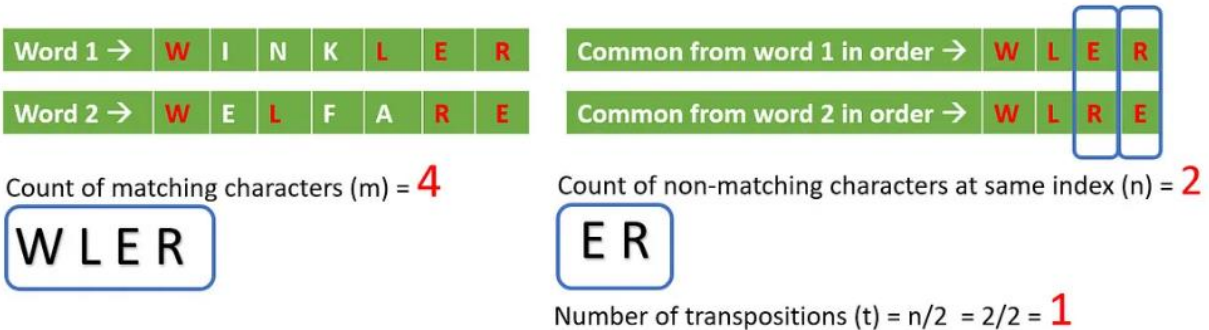 Word 1 → W I N K L E R
Word 2 → W E L F A R E
Count of matching characters (m) = 4
W L E R
Common from word 1 in order → W L E R
Common from word 2 in order → W L R E
Count of non-matching characters at same index (n) = 2
E R
Number of transpositions (t) = n/2 = 2/2 = 1